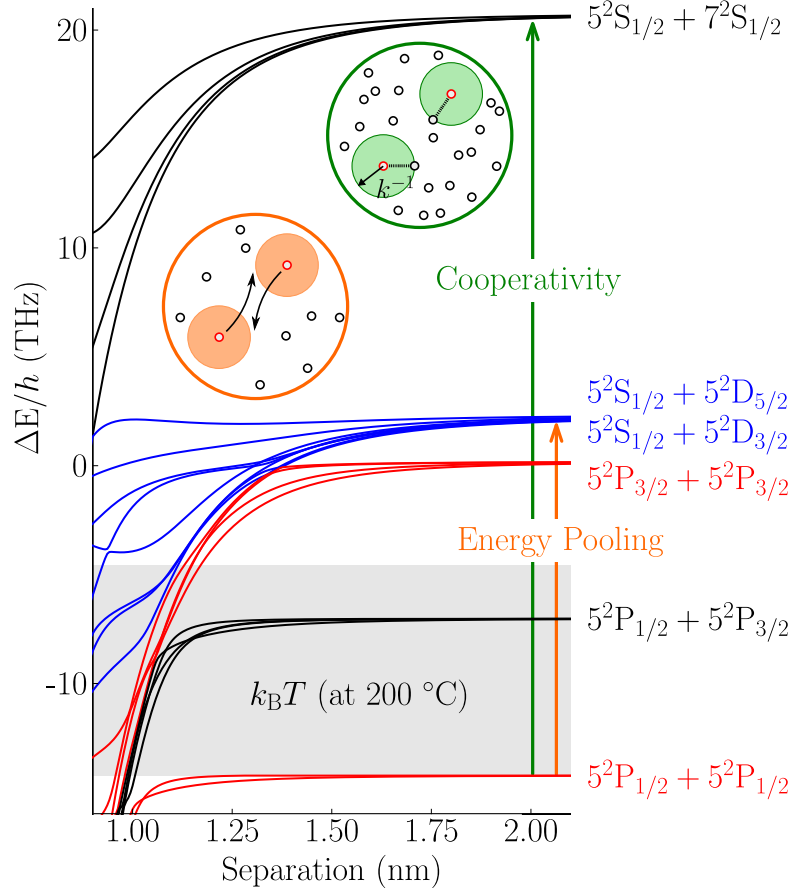 20
5²S₁/₂ + 7²S₁/₂
k⁻¹
10
Cooperativity
ΔE/h (THz)
5²S₁/₂ + 5²D₅/₂
5²S₁/₂ + 5²D₃/₂
0
5²P₃/₂ + 5²P₃/₂
Energy Pooling
5²P₁/₂ + 5²P₃/₂
-10
k_BT (at 200 °C)
5²P₁/₂ + 5²P₁/₂
1.00 1.25 1.50 1.75 2.00
Separation (nm)